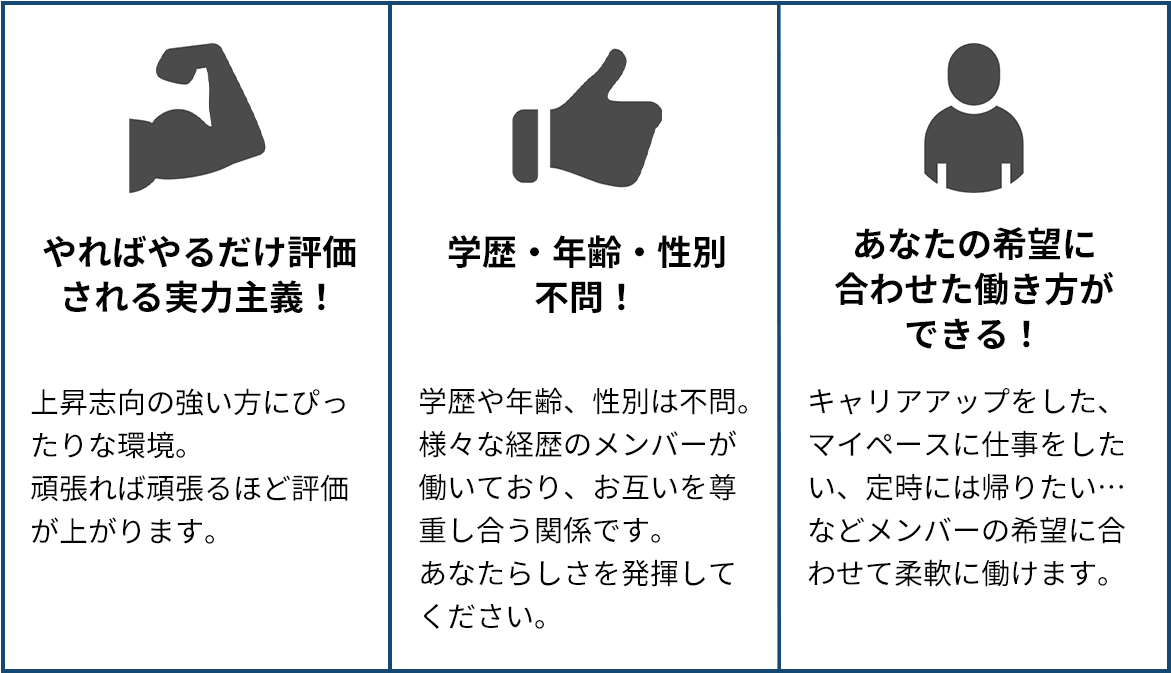 やればやるだけ評価
される実力主義！
上昇志向の強い方にぴっ
たりな環境。
頑張れば頑張るほど評価
が上がります。
学歴・年齢・性別
不問！
学歴や年齢、性別は不問。
様々な経歴のメンバーが
働いており、お互いを尊
重し合う関係です。
あなたらしさを発揮して
ください。
あなたの希望に
合わせた働き方が
できる！
キャリアアップをした、
マイペースに仕事をした
い、定時には帰りたい…
などメンバーの希望に合
わせて柔軟に働けます。